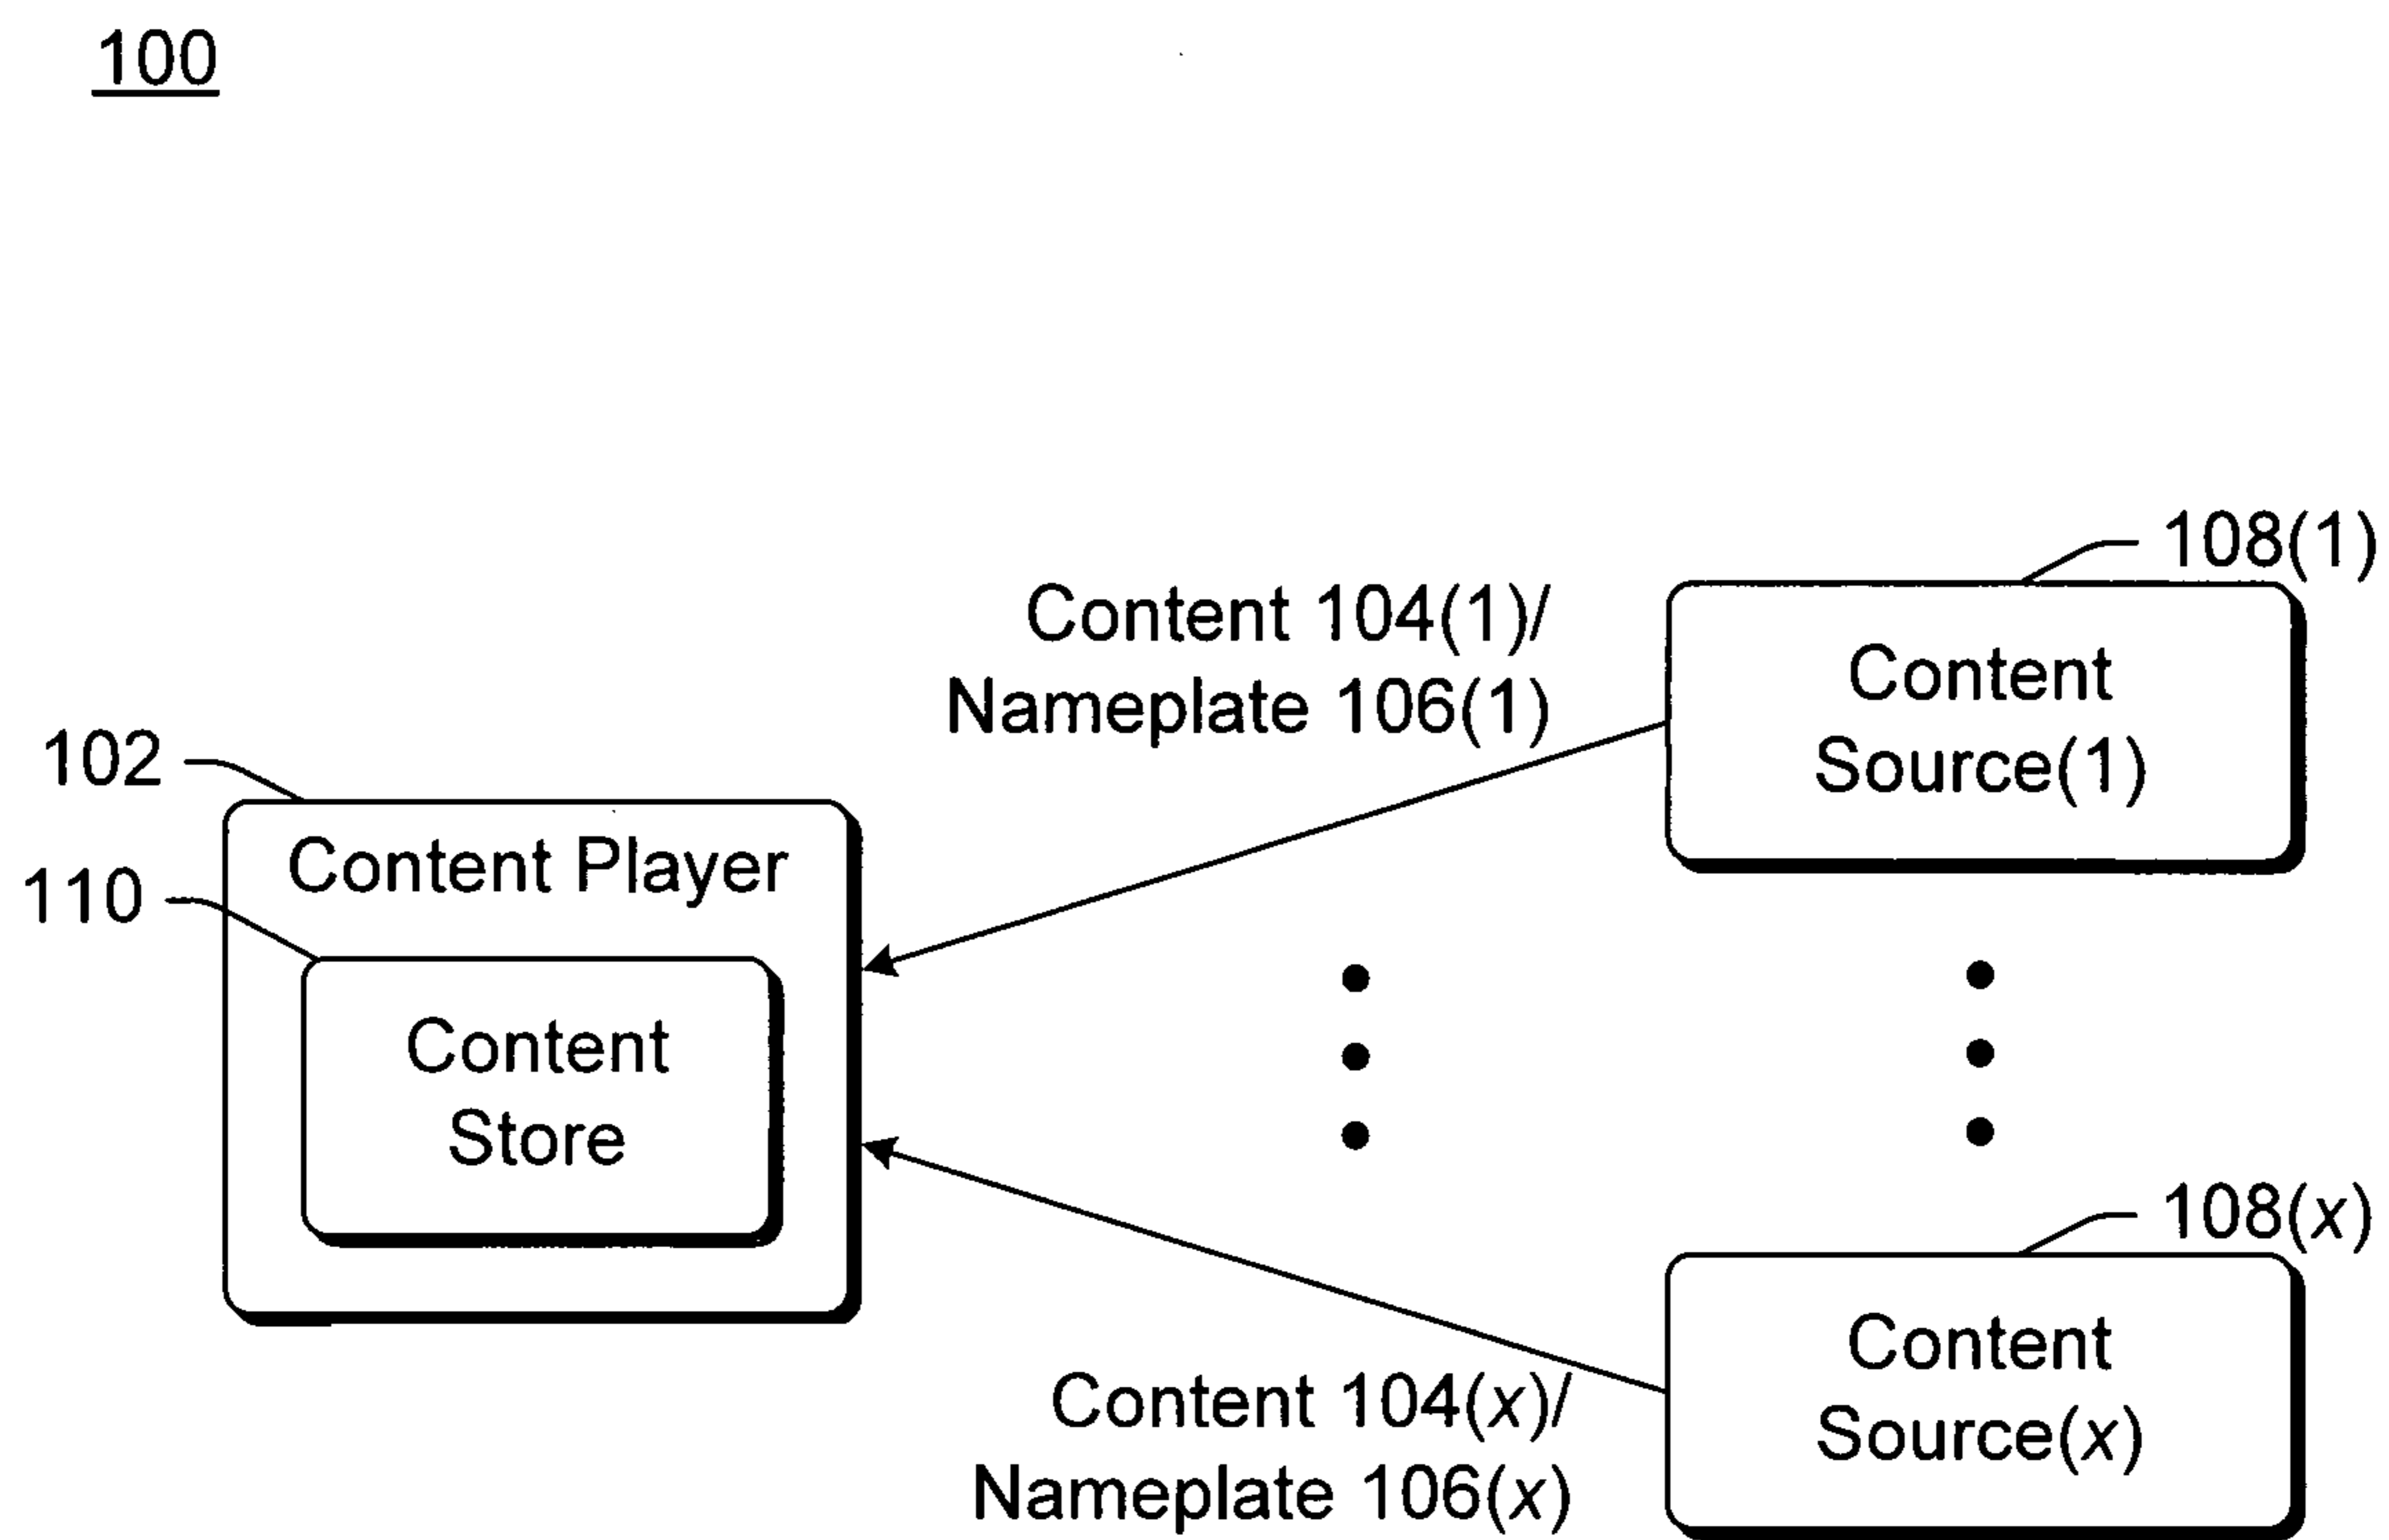 100
108(1)
Content 104(1)/
Nameplate 106(1)
Content
Source(1)
102
Content Player
110
Content
Store
108(x)
Content
Source(x)
Content 104(x)/
Nameplate 106(x)